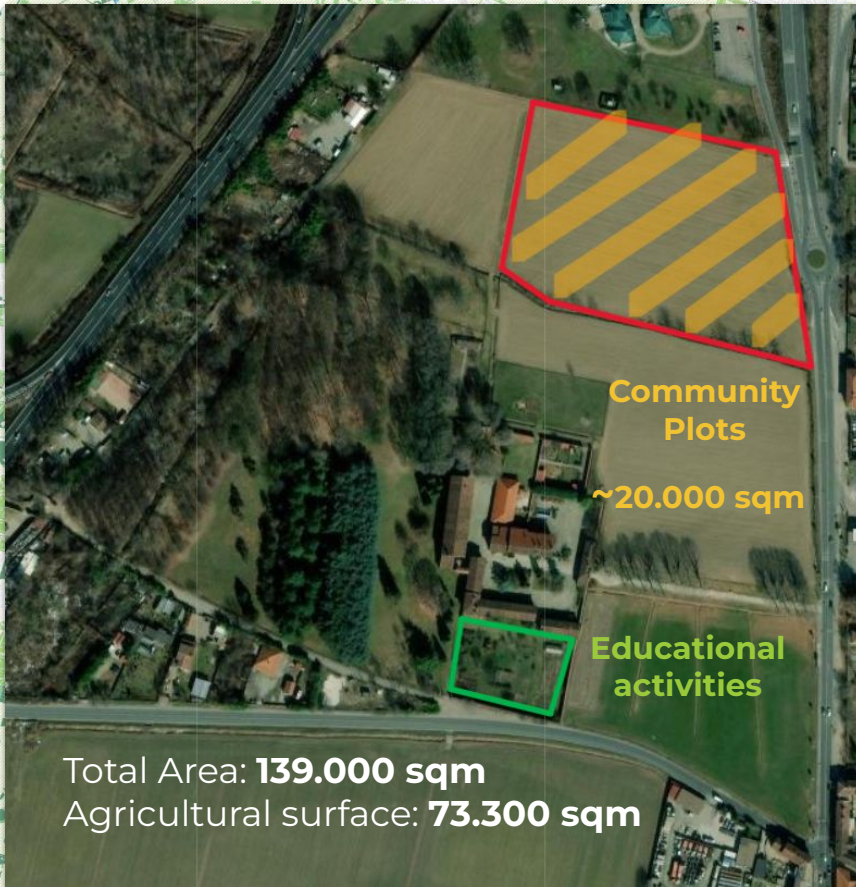 Community
Plots
~20.000 sqm
Educational
activities
Total Area: 139.000 sqm
Agricultural surface: 73.300 sqm